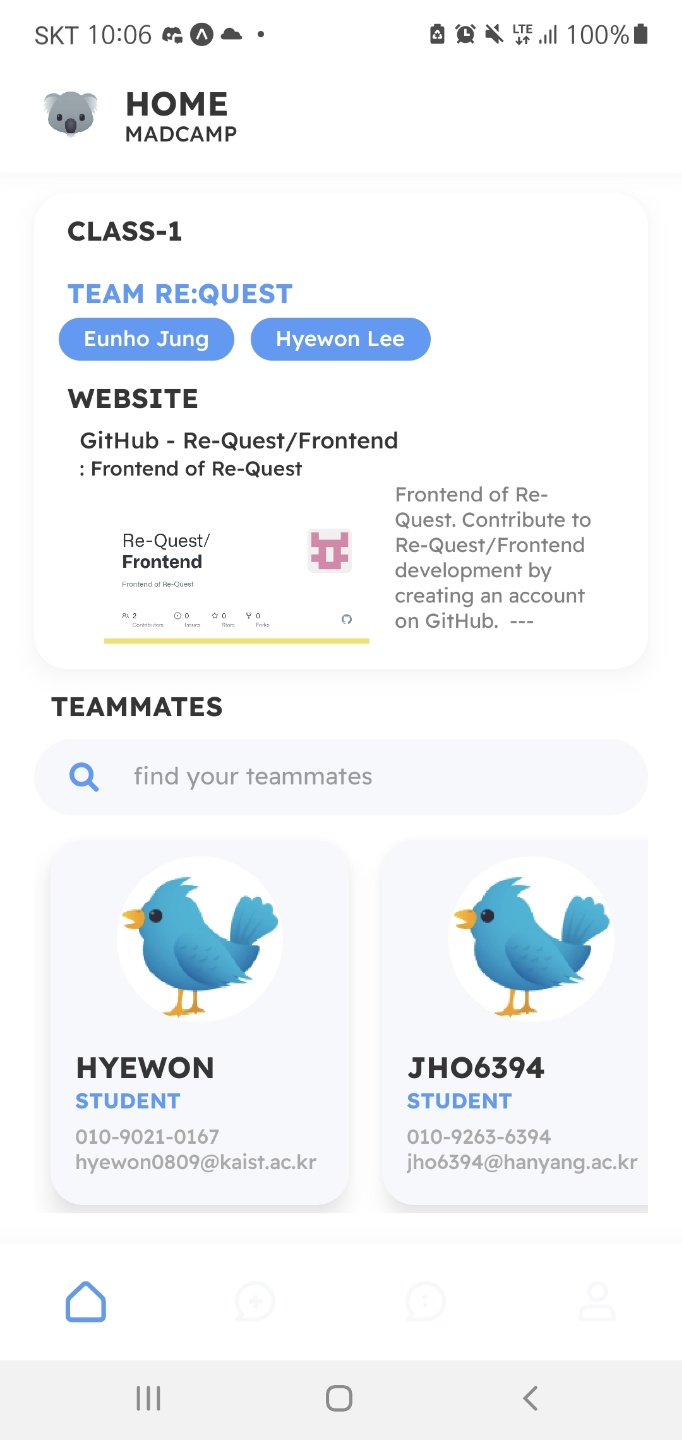 SKT 10:06
LTE
100%
HOME
MADCAMP
CLASS-1
TEAM RE:QUEST
Eunho Jung
Hyewon Lee
WEBSITE
GitHub - Re-Quest/Frontend
: Frontend of Re-Quest
Re-Quest/
Frontend
Frontend of Re-Quest
2
Contributors
0
Issues
0
Stars
0
Forks
Frontend of Re-
Quest. Contribute to
Re-Quest/Frontend
development by
creating an account
on GitHub.  ---
TEAMMATES
find your teammates
HYEWON
STUDENT
010-9021-0167
hyewon0809@kaist.ac.kr
JHO6394
STUDENT
010-9263-6394
jho6394@hanyang.ac.kr